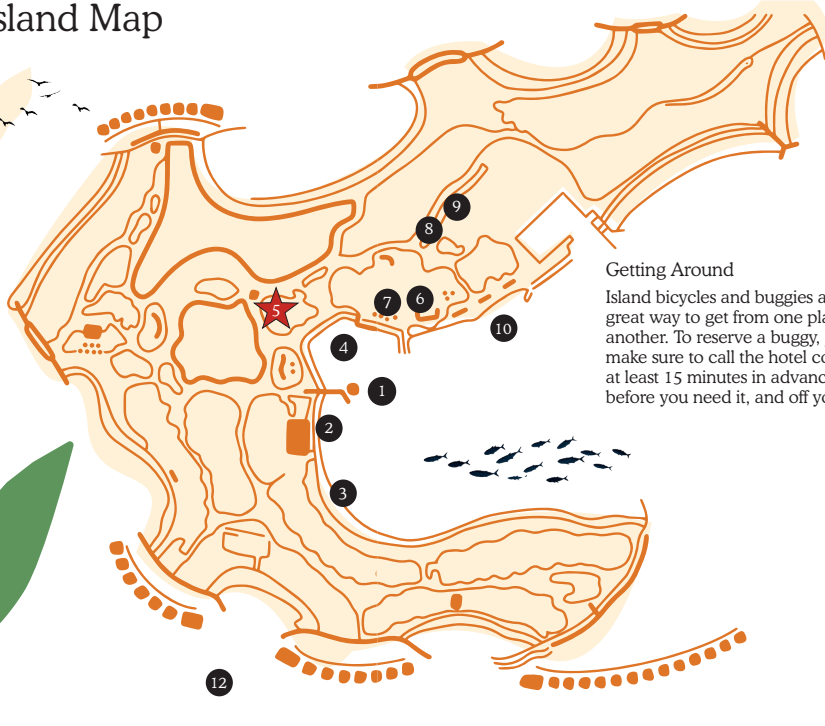 sland Map
9
8
5
7
6
10
4
1
2
3
12
Getting Around
Island bicycles and buggies a
great way to get from one pla
another. To reserve a buggy,
make sure to call the hotel co
at least 15 minutes in advanc
before you need it, and off yo